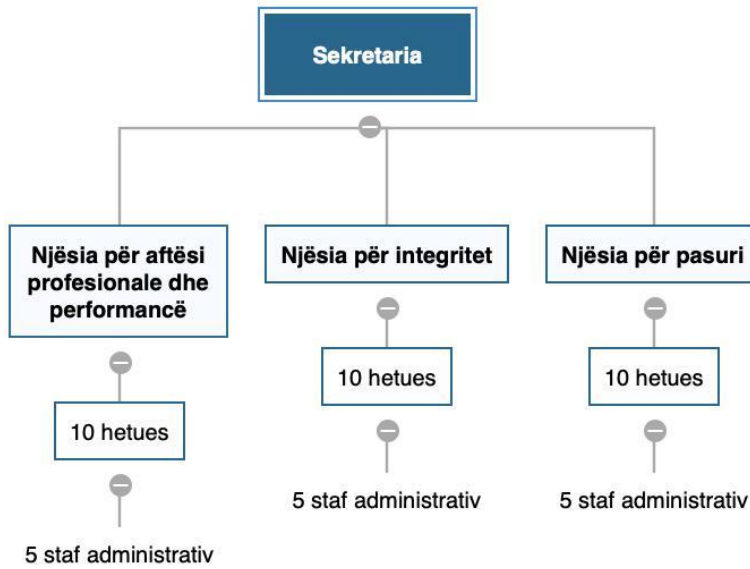 Sekretaria
Njësia për aftësi
profesionale dhe
performancë
Njësia për integritet
Njësia për pasuri
10 hetues
10 hetues
10 hetues
5 staf administrativ
5 staf administrativ
5 staf administrativ